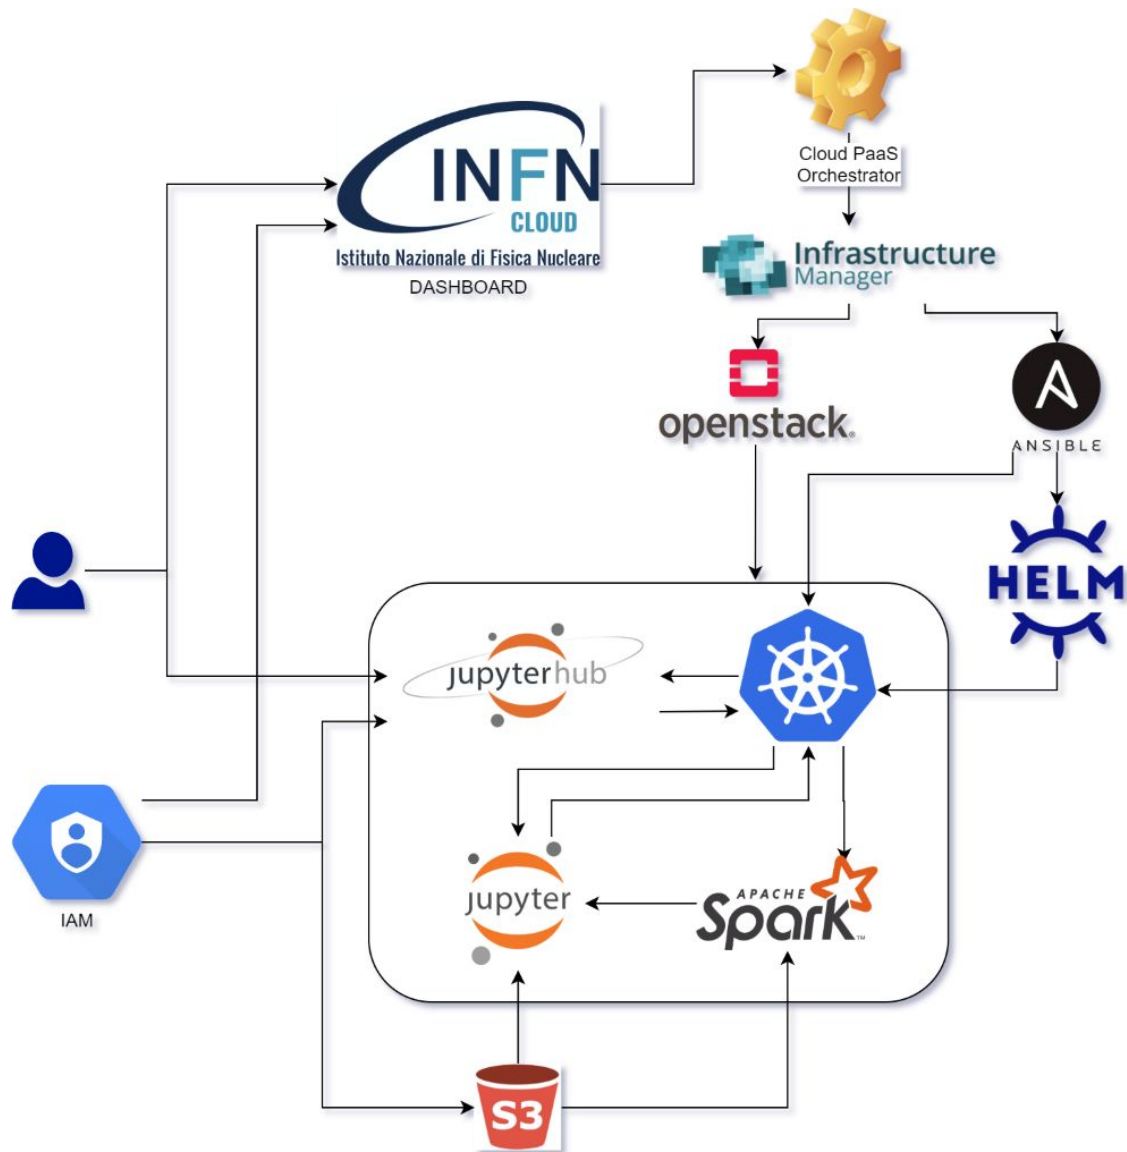 INFN
CLOUD
Istituto Nazionale di Fisica Nucleare
DASHBOARD
Cloud PaaS
Orchestrator
Infrastructure
Manager
openstack.
ANSIBLE
HELM
jupyterhub
IAM
jupyter
APACHE
Spark™
S3